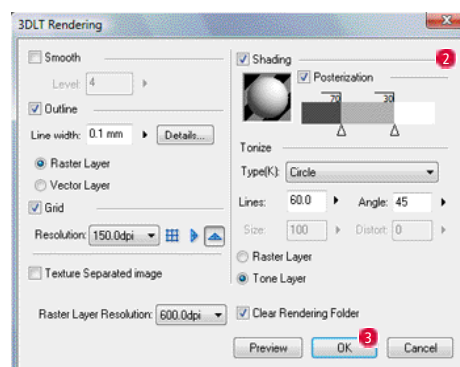 3DLT Rendering
Smooth
Level: 4
Outline
Line width: 0.1 mm Details...
Raster Layer
Vector Layer
Grid
Resolution: 150.0dpi
Texture Separated image
Raster Layer Resolution: 600.0dpi
Shading
2
Posterization
70 30
Tonize
Type(K): Circle
Lines: 60.0 Angle: 45
Size: 100 Distort: 0
Raster Layer
Tone Layer
Clear Rendering Folder
3
Preview OK Cancel